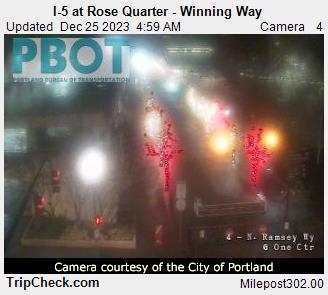 I-5 at Rose Quarter - Winning Way
Updated Dec 25 2023 4:59 AM Camera 4
PBOT
PORTLAND BUREAU OF TRANSPORTATION
4 - N. Ramsey Wy
@ One Ctr
Camera courtesy of the City of Portland
TripCheck.com Milepost302.00